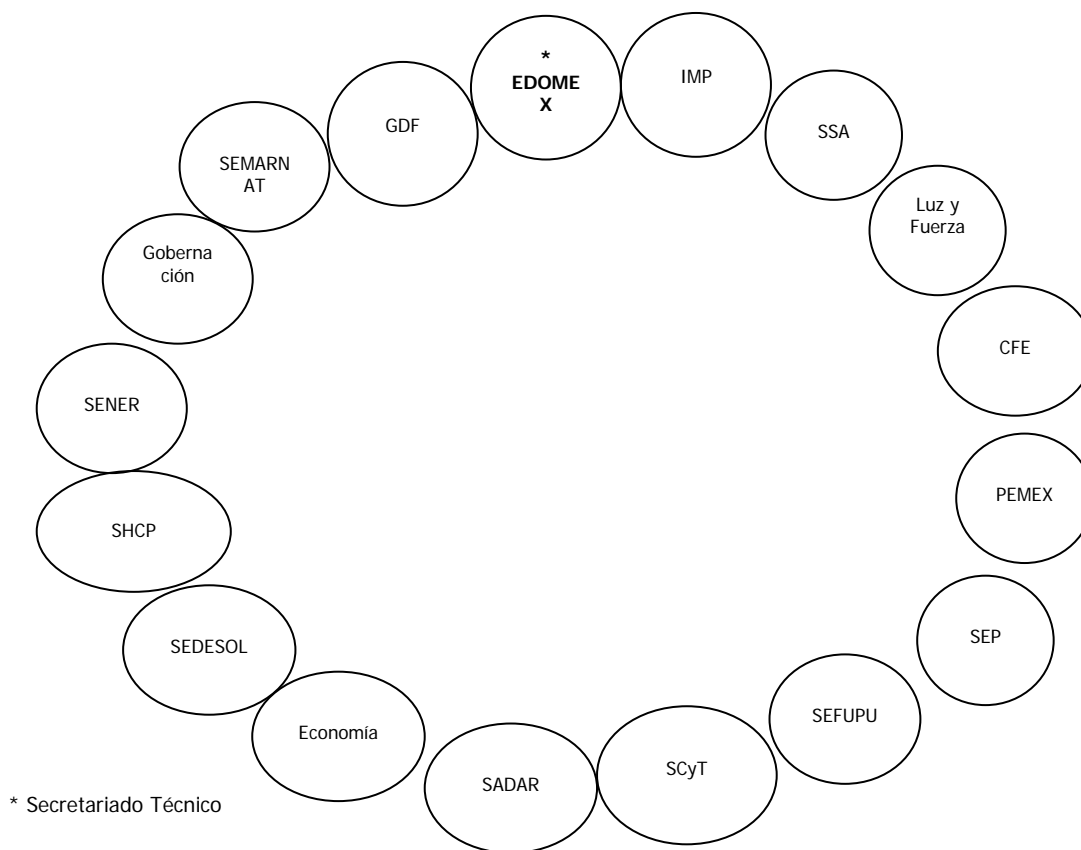 *
EDOME
X
IMP
SSA
Luz y
Fuerza
CFE
PEMEX
SEP
SEFUPU
SCyT
SADAR
Economía
SEDESOL
SHCP
SENER
Goberna
ción
SEMARN
AT
GDF
* Secretariado Técnico